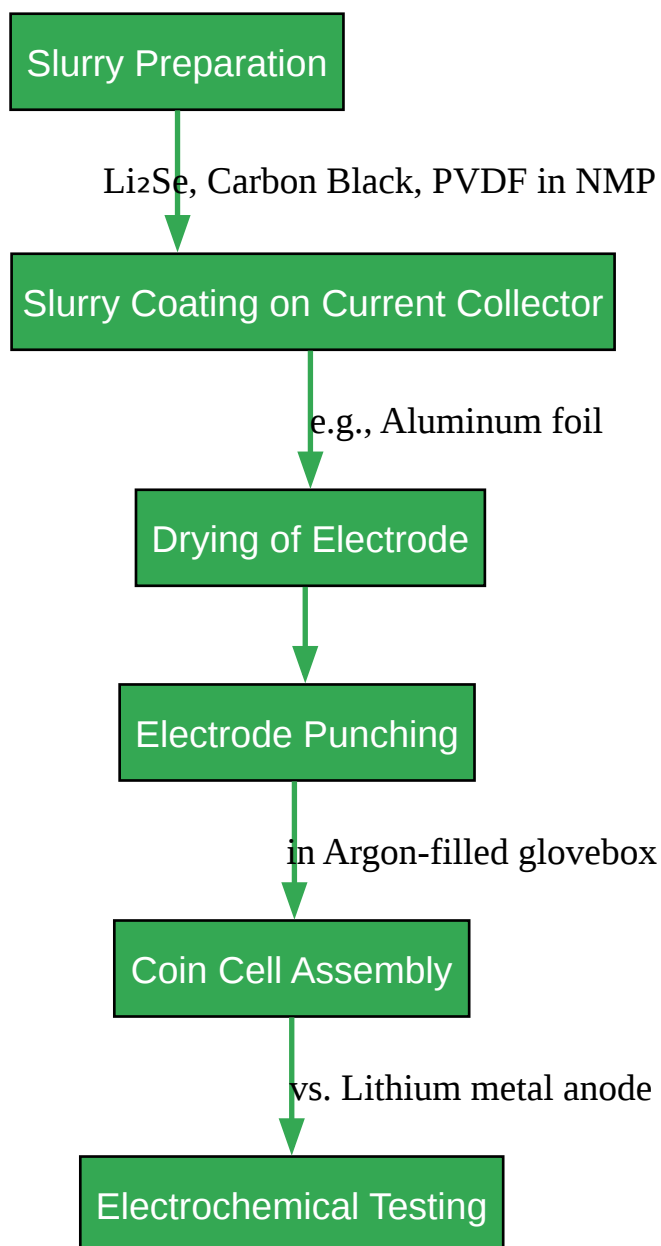 Slurry Preparation
Li₂Se, Carbon Black, PVDF in NMP
Slurry Coating on Current Collector
e.g., Aluminum foil
Drying of Electrode
Electrode Punching
in Argon-filled glovebox
Coin Cell Assembly
vs. Lithium metal anode
Electrochemical Testing